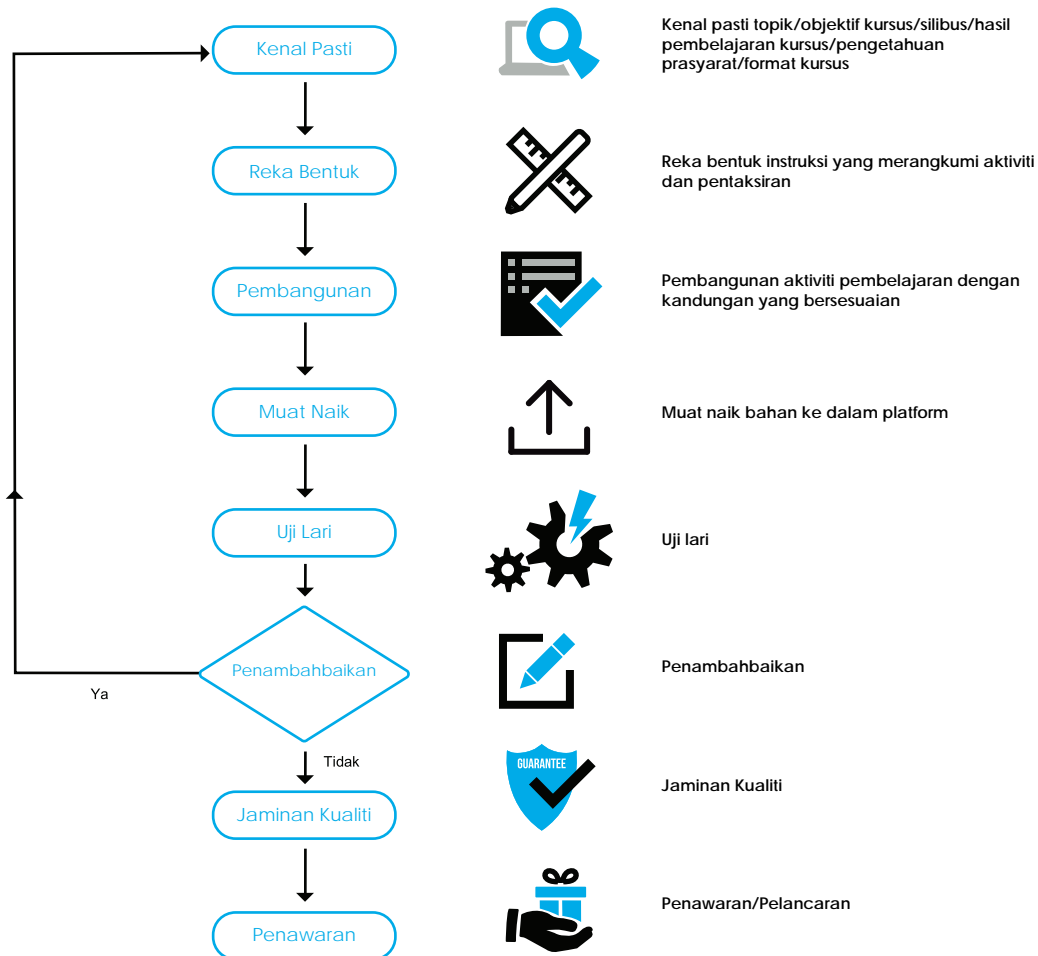 Kenal Pasti
Kenal pasti topik/objektif kursus/silibus/hasil
pembelajaran kursus/pengetahuan
prasyarat/format kursus
Reka Bentuk
Reka bentuk instruksi yang merangkumi aktiviti
dan pentaksiran
Pembangunan
Pembangunan aktiviti pembelajaran dengan
kandungan yang bersesuaian
Muat Naik
Muat naik bahan ke dalam platform
Uji Lari
Uji lari
Penambahbaikan
Penambahbaikan
Ya
Tidak
GUARANTEE
Jaminan Kualiti
Jaminan Kualiti
Penawaran
Penawaran/Pelancaran